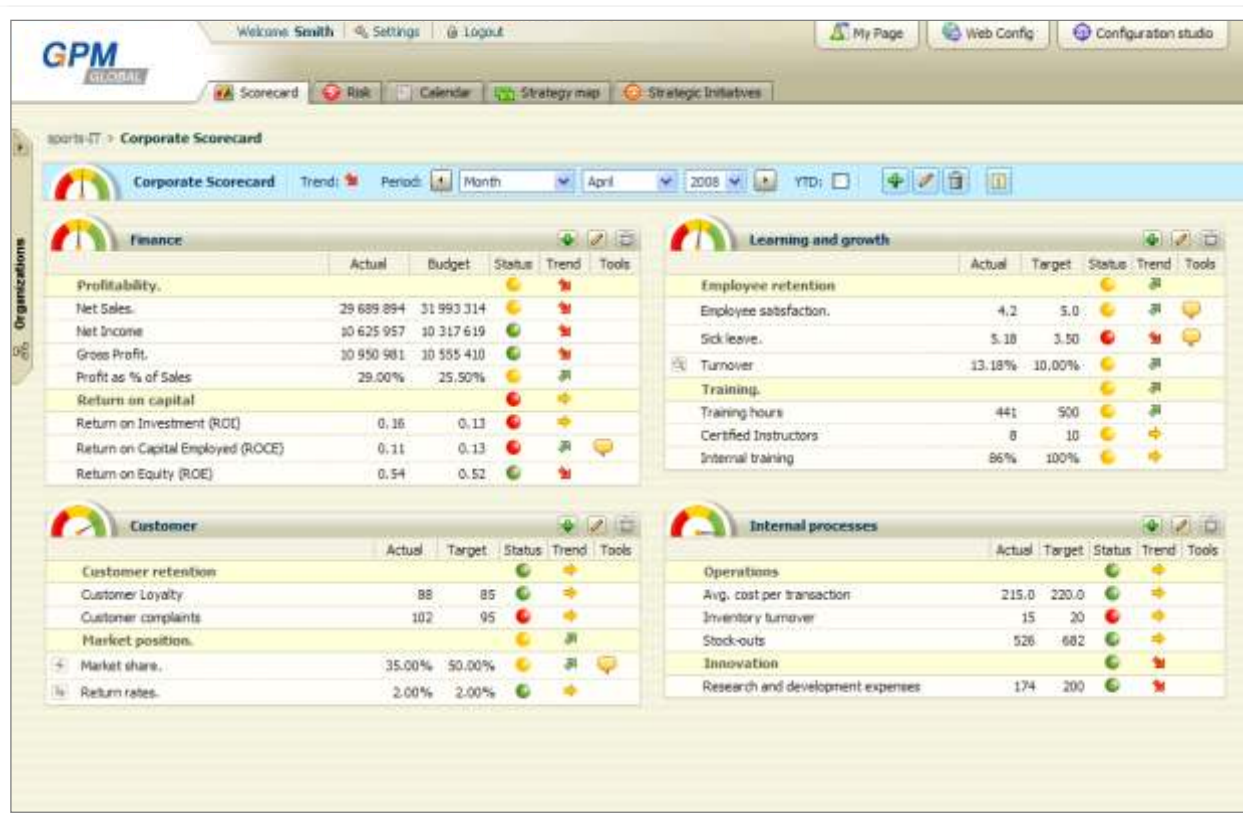 Welcome Smith Settings Logout My Page Web Config Configuration studio
GPM
GLOBAL
Scorecard Risk Calendar Strategy map Strategic Initiatives
sports-IT > Corporate Scorecard
Corporate Scorecard Trend: Period: Month April 2008 YTD:
Organizations
Finance
Actual Budget Status Trend Tools
Profitability.
Net Sales. 29 689 894 31 993 314
Net Income 10 625 957 10 317 619
Gross Profit. 10 950 981 10 555 410
Profit as % of Sales 29.00% 25.50%
Return on capital
Return on Investment (ROI) 0.16 0.13
Return on Capital Employed (ROCE) 0.11 0.13
Return on Equity (ROE) 0.54 0.52
Learning and growth
Actual Target Status Trend Tools
Employee retention
Employee satisfaction. 4.2 5.0
Sick leave. 5.18 3.50
Turnover 13.18% 10.00%
Training.
Training hours 441 500
Certified Instructors 8 10
Internal training 86% 100%
Customer
Actual Target Status Trend Tools
Customer retention
Customer Loyalty 88 85
Customer complaints 102 95
Market position.
Market share. 35.00% 50.00%
Return rates. 2.00% 2.00%
Internal processes
Actual Target Status Trend Tools
Operations
Avg. cost per transaction 215.0 220.0
Inventory turnover 15 20
Stock-outs 526 682
Innovation
Research and development expenses 174 200